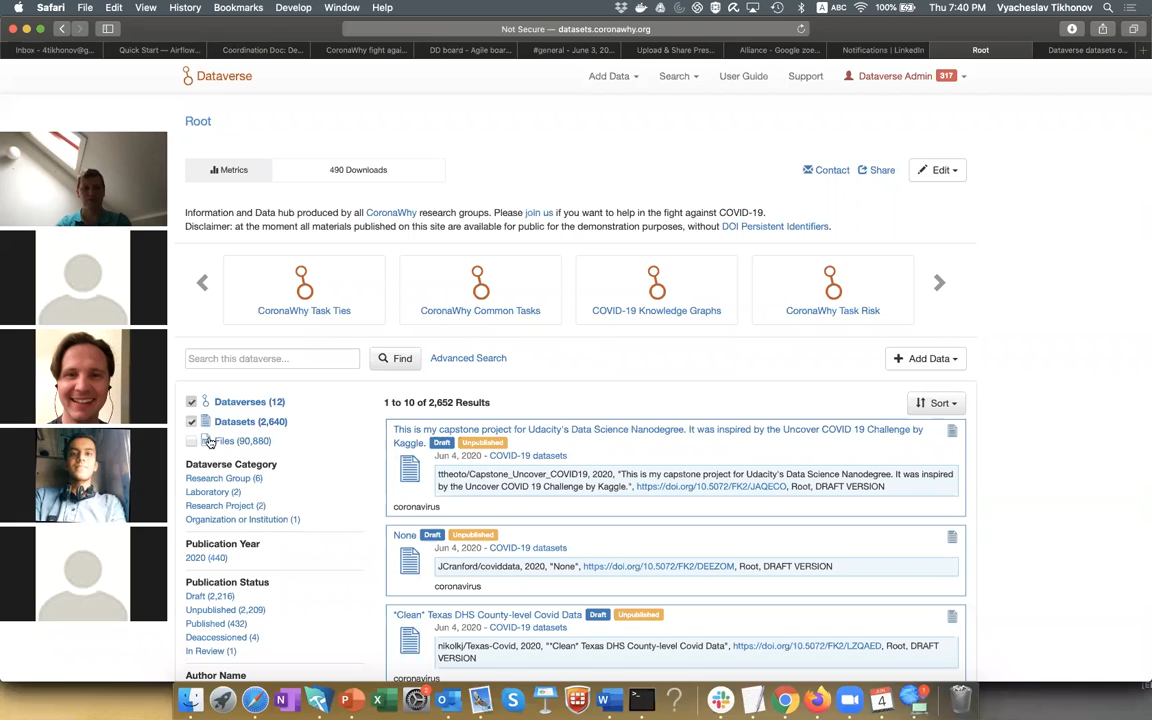 Safari File Edit View History Bookmarks Develop Window Help ABC 100% Thu 7:40 PM Vyacheslav Tikhonov
Not Secure — datasets.coronawhy.org
Inbox - 4tikhonov@g... Quick Start — Airflow... Coordination Doc: De... CoronaWhy fight agai... DD board - Agile boar... #general - June 3, 20... Upload & Share Pres... Alliance - Google zoe... Notifications | LinkedIn Root Dataverse datasets o...
Dataverse Add Data Search User Guide Support Dataverse Admin 317
Root
Metrics 490 Downloads Contact Share Edit
Information and Data hub produced by all CoronaWhy research groups. Please join us if you want to help in the fight against COVID-19.
Disclaimer: at the moment all materials published on this site are available for public for the demonstration purposes, without DOI Persistent Identifiers.
CoronaWhy Task Ties CoronaWhy Common Tasks COVID-19 Knowledge Graphs CoronaWhy Task Risk
Search this dataverse... Find Advanced Search Add Data
Dataverses (12)
Datasets (2,640)
Files (90,880)
Dataverse Category
Research Group (6)
Laboratory (2)
Research Project (2)
Organization or Institution (1)
Publication Year
2020 (440)
Publication Status
Draft (2,216)
Unpublished (2,209)
Published (432)
Deaccessioned (4)
In Review (1)
Author Name
1 to 10 of 2,652 Results Sort
This is my capstone project for Udacity's Data Science Nanodegree. It was inspired by the Uncover COVID 19 Challenge by
Kaggle. Draft Unpublished
Jun 4, 2020 - COVID-19 datasets
ttheoto/Capstone_Uncover_COVID19, 2020, "This is my capstone project for Udacity's Data Science Nanodegree. It was inspired
by the Uncover COVID 19 Challenge by Kaggle.", https://doi.org/10.5072/FK2/JAQECO, Root, DRAFT VERSION
coronavirus
None Draft Unpublished
Jun 4, 2020 - COVID-19 datasets
JCranford/coviddata, 2020, "None", https://doi.org/10.5072/FK2/DEEZOM, Root, DRAFT VERSION
coronavirus
*Clean* Texas DHS County-level Covid Data Draft Unpublished
Jun 4, 2020 - COVID-19 datasets
nikolkj/Texas-Covid, 2020, "*Clean* Texas DHS County-level Covid Data", https://doi.org/10.5072/FK2/LZQAED, Root, DRAFT
VERSION
coronavirus